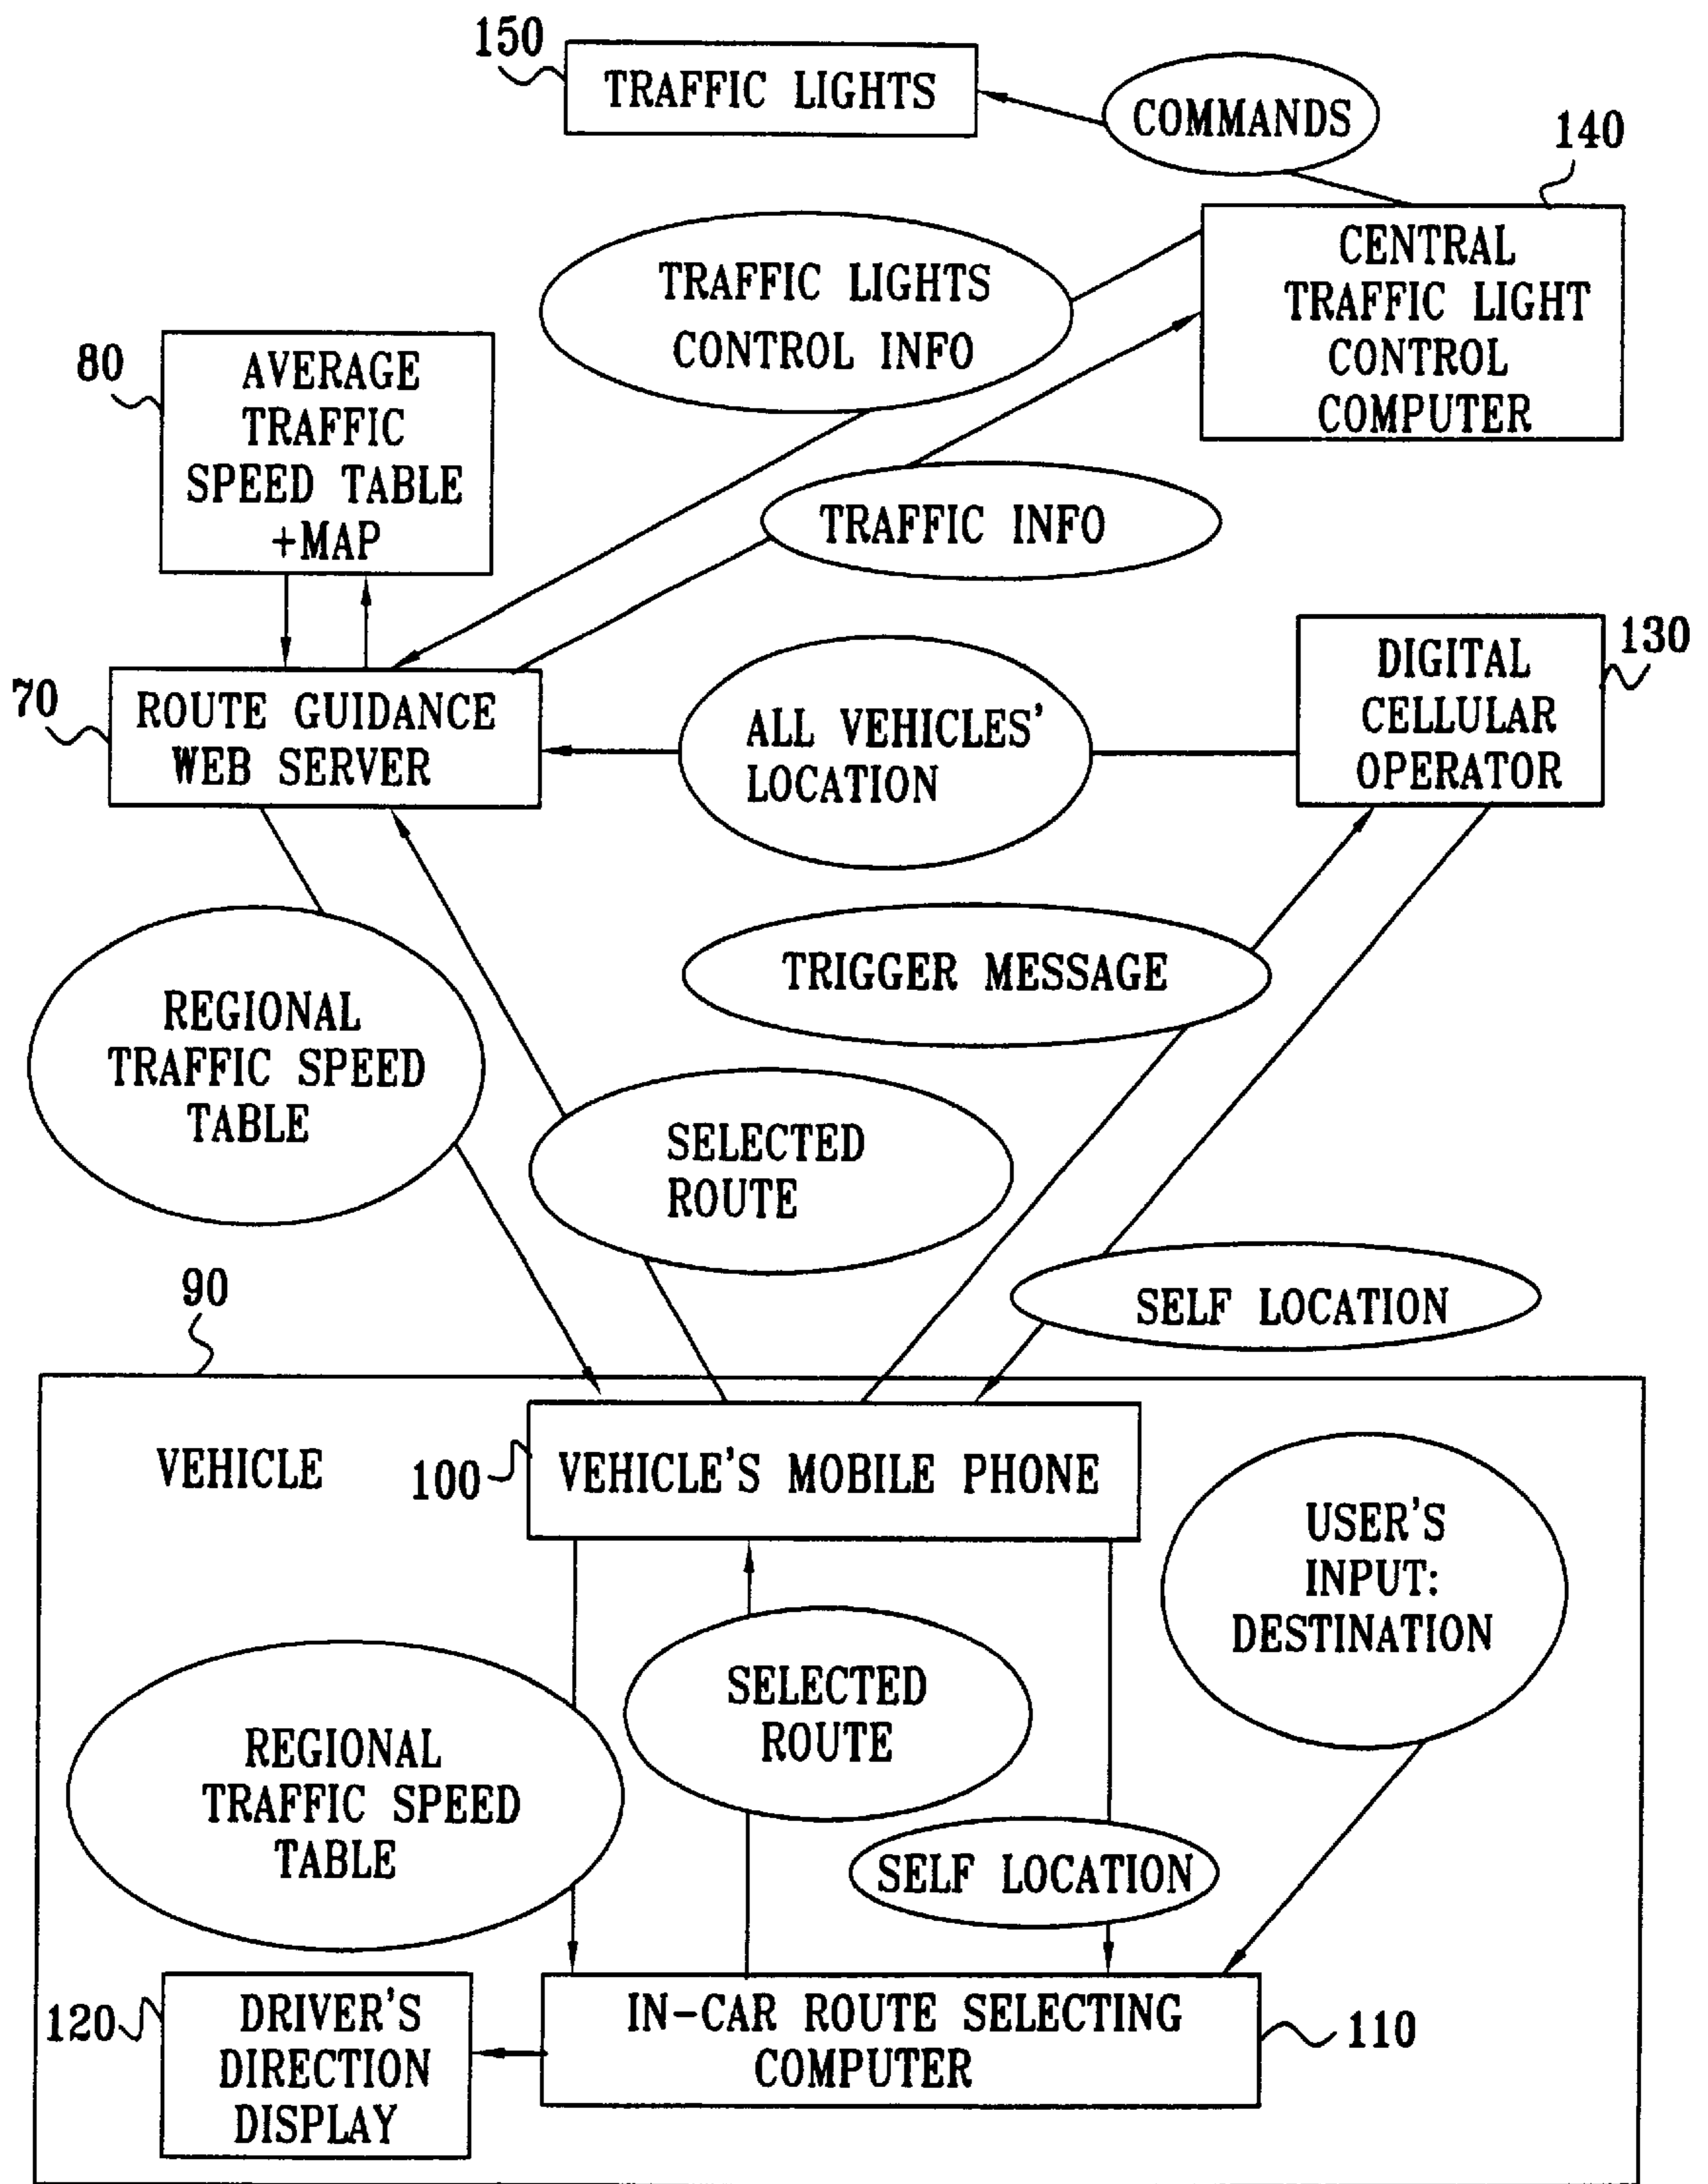 150
TRAFFIC LIGHTS
COMMANDS
140
CENTRAL
TRAFFIC LIGHT
CONTROL
COMPUTER
TRAFFIC LIGHTS
CONTROL INFO
80
AVERAGE
TRAFFIC
SPEED TABLE
+MAP
TRAFFIC INFO
70
ROUTE GUIDANCE
WEB SERVER
ALL VEHICLES'
LOCATION
DIGITAL
CELLULAR
OPERATOR
130
TRIGGER MESSAGE
REGIONAL
TRAFFIC SPEED
TABLE
SELECTED
ROUTE
SELF LOCATION
90
VEHICLE
100
VEHICLE'S MOBILE PHONE
USER'S
INPUT:
DESTINATION
SELECTED
ROUTE
REGIONAL
TRAFFIC SPEED
TABLE
SELF LOCATION
120
DRIVER'S
DIRECTION
DISPLAY
IN-CAR ROUTE SELECTING
COMPUTER
110